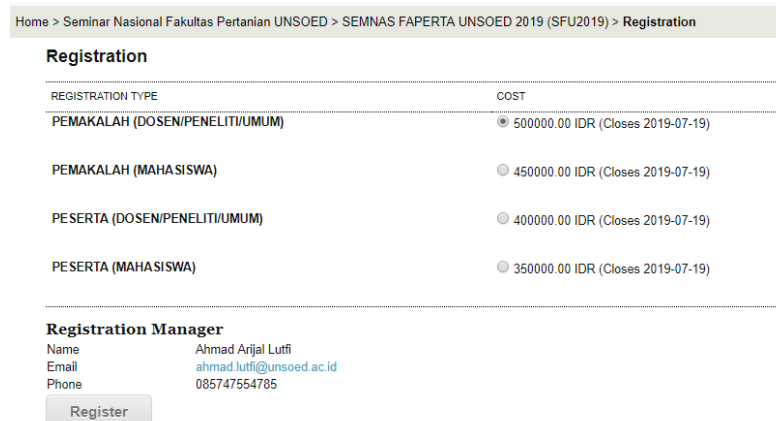 Home > Seminar Nasional Fakultas Pertanian UNSOED > SEMNAS FAPERTA UNSOED 2019 (SFU2019) > Registration
Registration
REGISTRATION TYPE COST
PEMAKALAH (DOSEN/PENELITI/UMUM) 500000.00 IDR (Closes 2019-07-19)
PEMAKALAH (MAHASISWA) 450000.00 IDR (Closes 2019-07-19)
PESERTA (DOSEN/PENELITI/UMUM) 400000.00 IDR (Closes 2019-07-19)
PESERTA (MAHASISWA) 350000.00 IDR (Closes 2019-07-19)
Registration Manager
Name Ahmad Arijal Lutfi
Email ahmad.lutfi@unsoed.ac.id
Phone 085747554785
Register